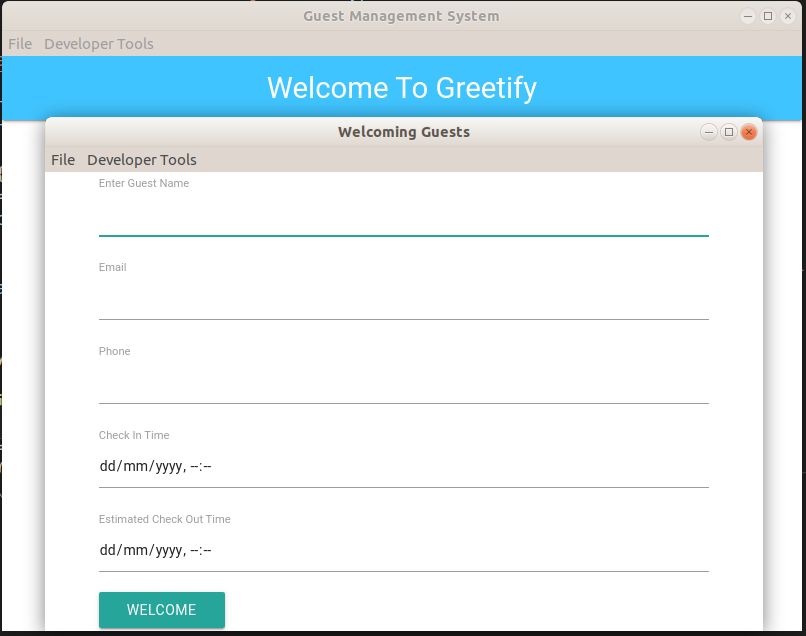 Guest Management System
File Developer Tools
Welcome To Greetify
Welcoming Guests
File Developer Tools
Enter Guest Name
Email
Phone
Check In Time
dd/mm/yyyy, --:--
Estimated Check Out Time
dd/mm/yyyy, --:--
WELCOME